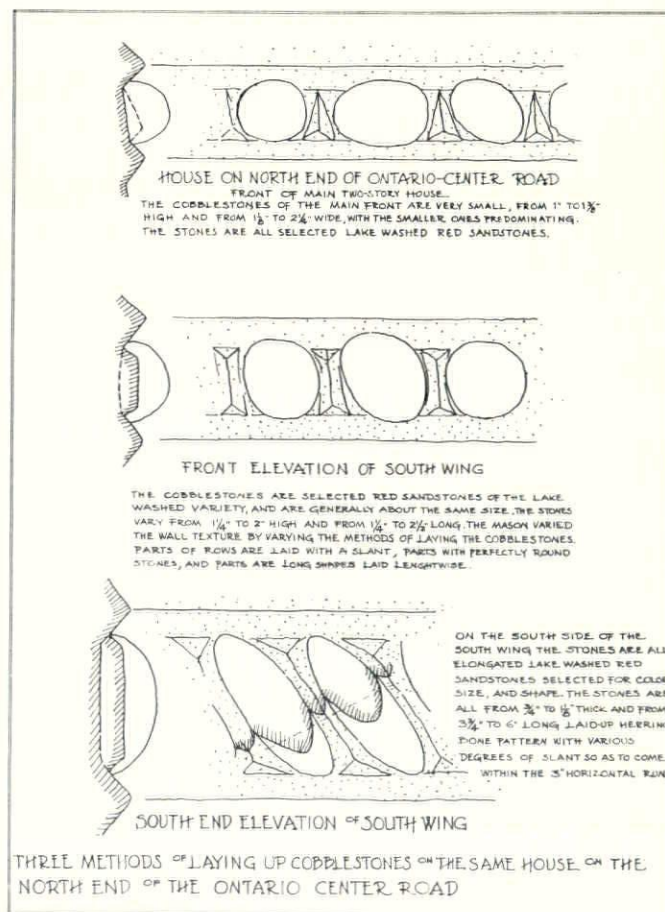 HOUSE ON NORTH END OF ONTARIO-CENTER ROAD
FRONT OF MAIN TWO-STORY HOUSE.
THE COBBLESTONES OF THE MAIN FRONT ARE VERY SMALL, FROM 1" TO 1⅜"
HIGH AND FROM 1⅛" TO 2¼" WIDE, WITH THE SMALLER ONES PREDOMINATING.
THE STONES ARE ALL SELECTED LAKE WASHED RED SANDSTONES.
FRONT ELEVATION OF SOUTH WING
THE COBBLESTONES ARE SELECTED RED SANDSTONES OF THE LAKE
WASHED VARIETY, AND ARE GENERALLY ABOUT THE SAME SIZE. THE STONES
VARY FROM 1¼" TO 2" HIGH AND FROM 1¼" TO 2½" LONG. THE MASON VARIED
THE WALL TEXTURE BY VARYING THE METHODS OF LAYING THE COBBLESTONES.
PARTS OF ROWS ARE LAID WITH A SLANT, PARTS WITH PERFECTLY ROUND
STONES, AND PARTS ARE LONG SHAPES LAID LENGHTWISE.
ON THE SOUTH SIDE OF THE
SOUTH WING THE STONES ARE ALL
ELONGATED LAKE WASHED RED
SANDSTONES SELECTED FOR COLOR
SIZE, AND SHAPE. THE STONES ARE
ALL FROM ¾" TO 1⅛" THICK AND FROM
3¾" TO 6" LONG LAID-UP HERRING
BONE PATTERN WITH VARIOUS
DEGREES OF SLANT SO AS TO COME
WITHIN THE 3" HORIZONTAL RUN
SOUTH END ELEVATION OF SOUTH WING
THREE METHODS OF LAYING UP COBBLESTONES ON THE SAME HOUSE ON THE
NORTH END OF THE ONTARIO CENTER ROAD